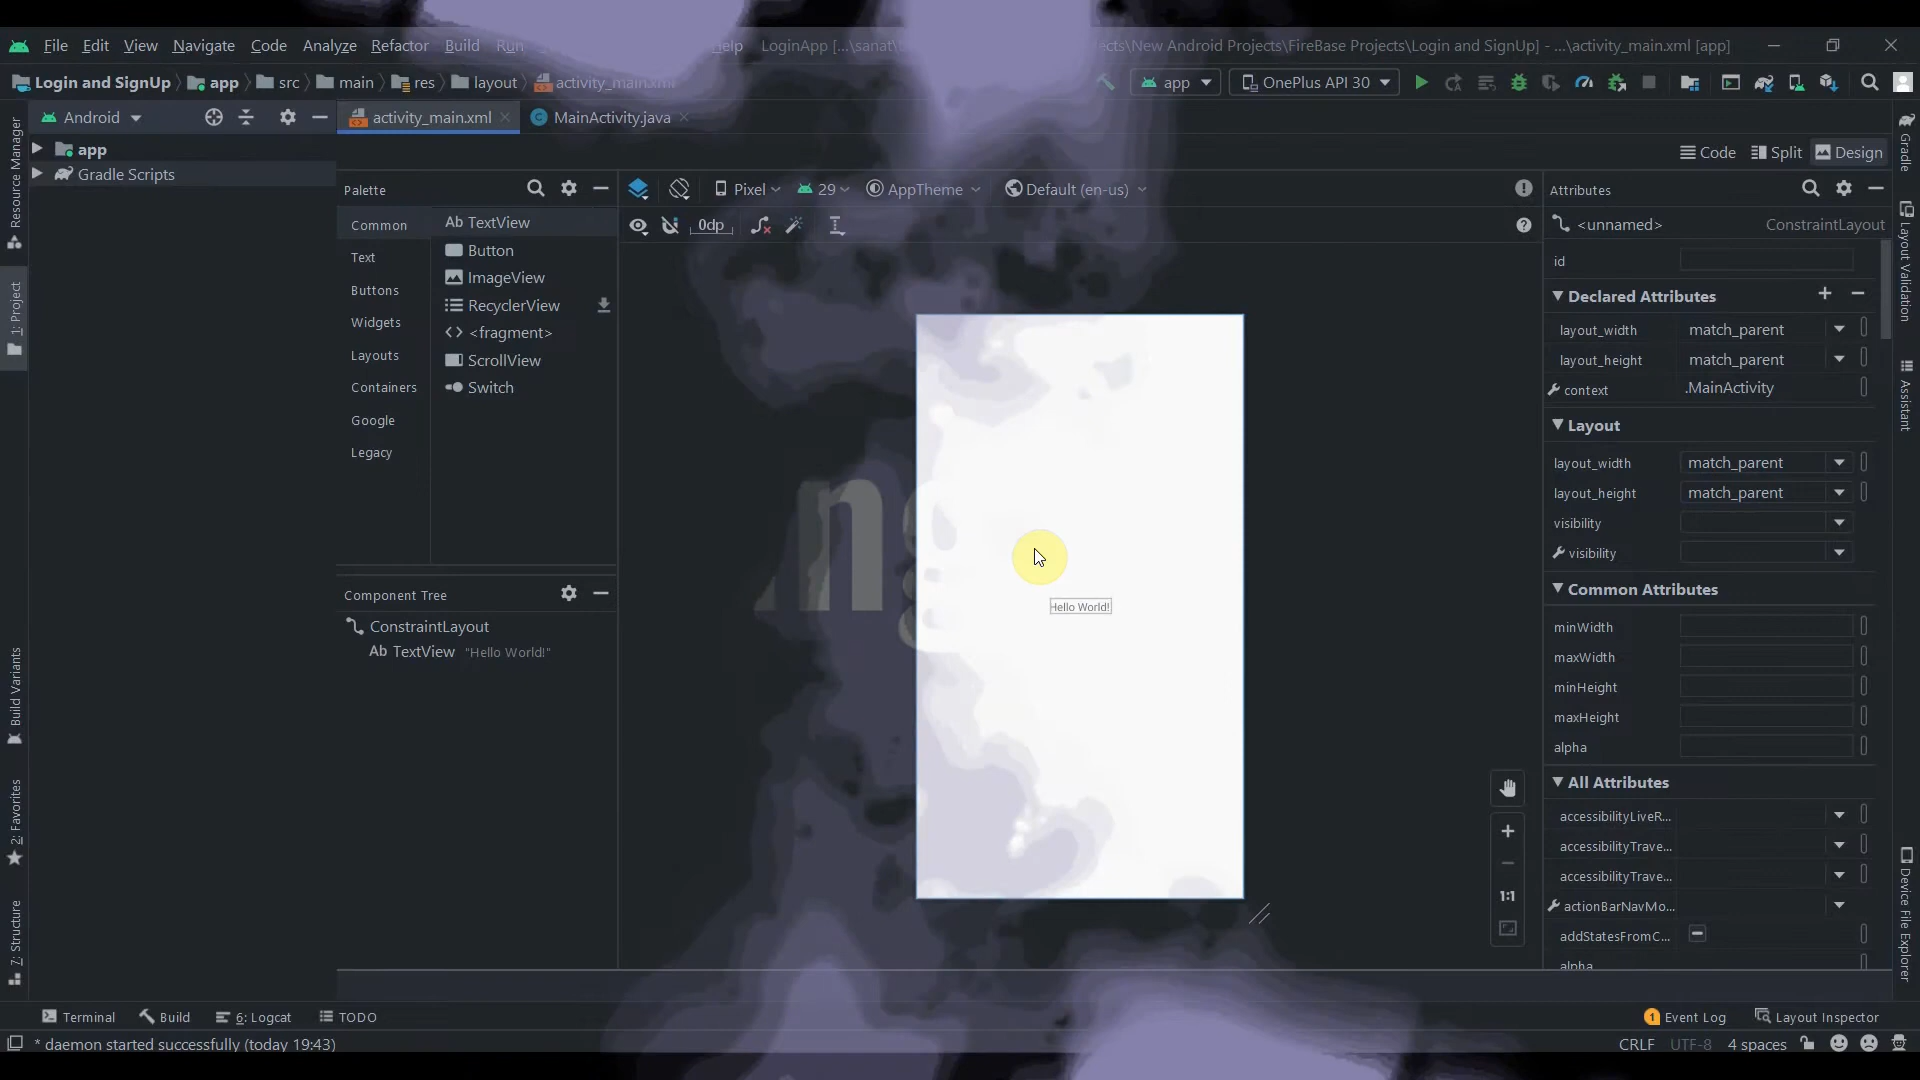 File Edit View Navigate Code Analyze Refactor Build Run elp LoginApp [...\sanat\ ects\New Android Projects\FireBase Projects\Login and SignUp] - ...\activity_main.xml [app]
Login and SignUp app src main res layout activity_main.xml app OnePlus API 30
Android activity_main.xml MainActivity.java
app
Gradle Scripts
Code Split Design
Palette
Common
Text
Buttons
Widgets
Layouts
Containers
Google
Legacy
Ab TextView
Button
ImageView
RecyclerView
<> <fragment>
ScrollView
Switch
Component Tree
ConstraintLayout
Ab TextView "Hello World!"
Pixel 29 AppTheme Default (en-us)
0dp
ng
Hello World!
1:1
Attributes
<unnamed> ConstraintLayout
id
Declared Attributes
layout_width match_parent
layout_height match_parent
context .MainActivity
Layout
layout_width match_parent
layout_height match_parent
visibility
visibility
Common Attributes
minWidth
maxWidth
minHeight
maxHeight
alpha
All Attributes
accessibilityLiveR...
accessibilityTrave...
accessibilityTrave...
actionBarNavMo...
addStatesFromC...
alpha
Resource Manager
1: Project
Build Variants
2: Favorites
7: Structure
Gradle
Layout Validation
Assistant
Device File Explorer
Terminal Build 6: Logcat TODO 1 Event Log Layout Inspector
* daemon started successfully (today 19:43) CRLF UTF-8 4 spaces